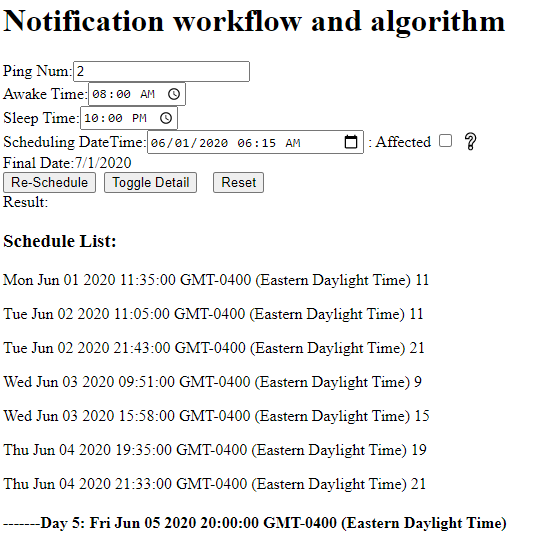 Notification workflow and algorithm
Ping Num: 2
Awake Time: 08:00 AM
Sleep Time: 10:00 PM
Scheduling DateTime: 06/01/2020 06:15 AM : Affected ?
Final Date:7/1/2020
Re-Schedule Toggle Detail Reset
Result:
Schedule List:
Mon Jun 01 2020 11:35:00 GMT-0400 (Eastern Daylight Time) 11
Tue Jun 02 2020 11:05:00 GMT-0400 (Eastern Daylight Time) 11
Tue Jun 02 2020 21:43:00 GMT-0400 (Eastern Daylight Time) 21
Wed Jun 03 2020 09:51:00 GMT-0400 (Eastern Daylight Time) 9
Wed Jun 03 2020 15:58:00 GMT-0400 (Eastern Daylight Time) 15
Thu Jun 04 2020 19:35:00 GMT-0400 (Eastern Daylight Time) 19
Thu Jun 04 2020 21:33:00 GMT-0400 (Eastern Daylight Time) 21
-------Day 5: Fri Jun 05 2020 20:00:00 GMT-0400 (Eastern Daylight Time)